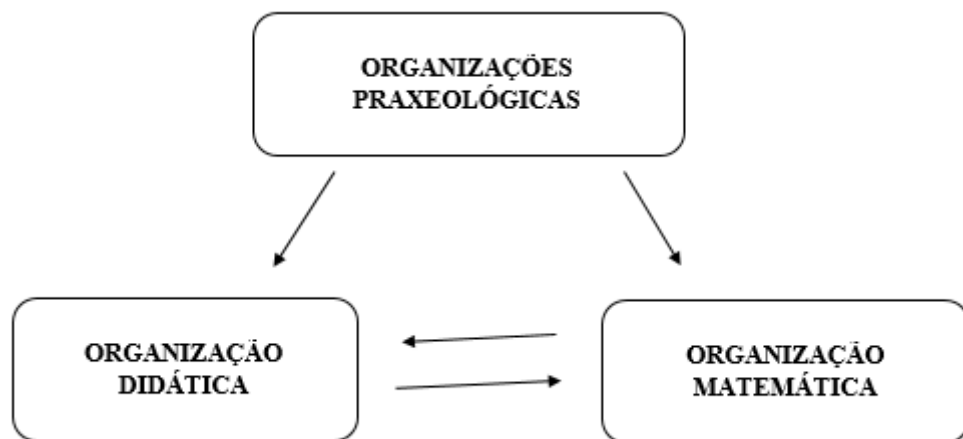 ORGANIZAÇÕES
PRAXEOLÓGICAS
ORGANIZAÇÃO
DIDÁTICA
ORGANIZAÇÃO
MATEMÁTICA